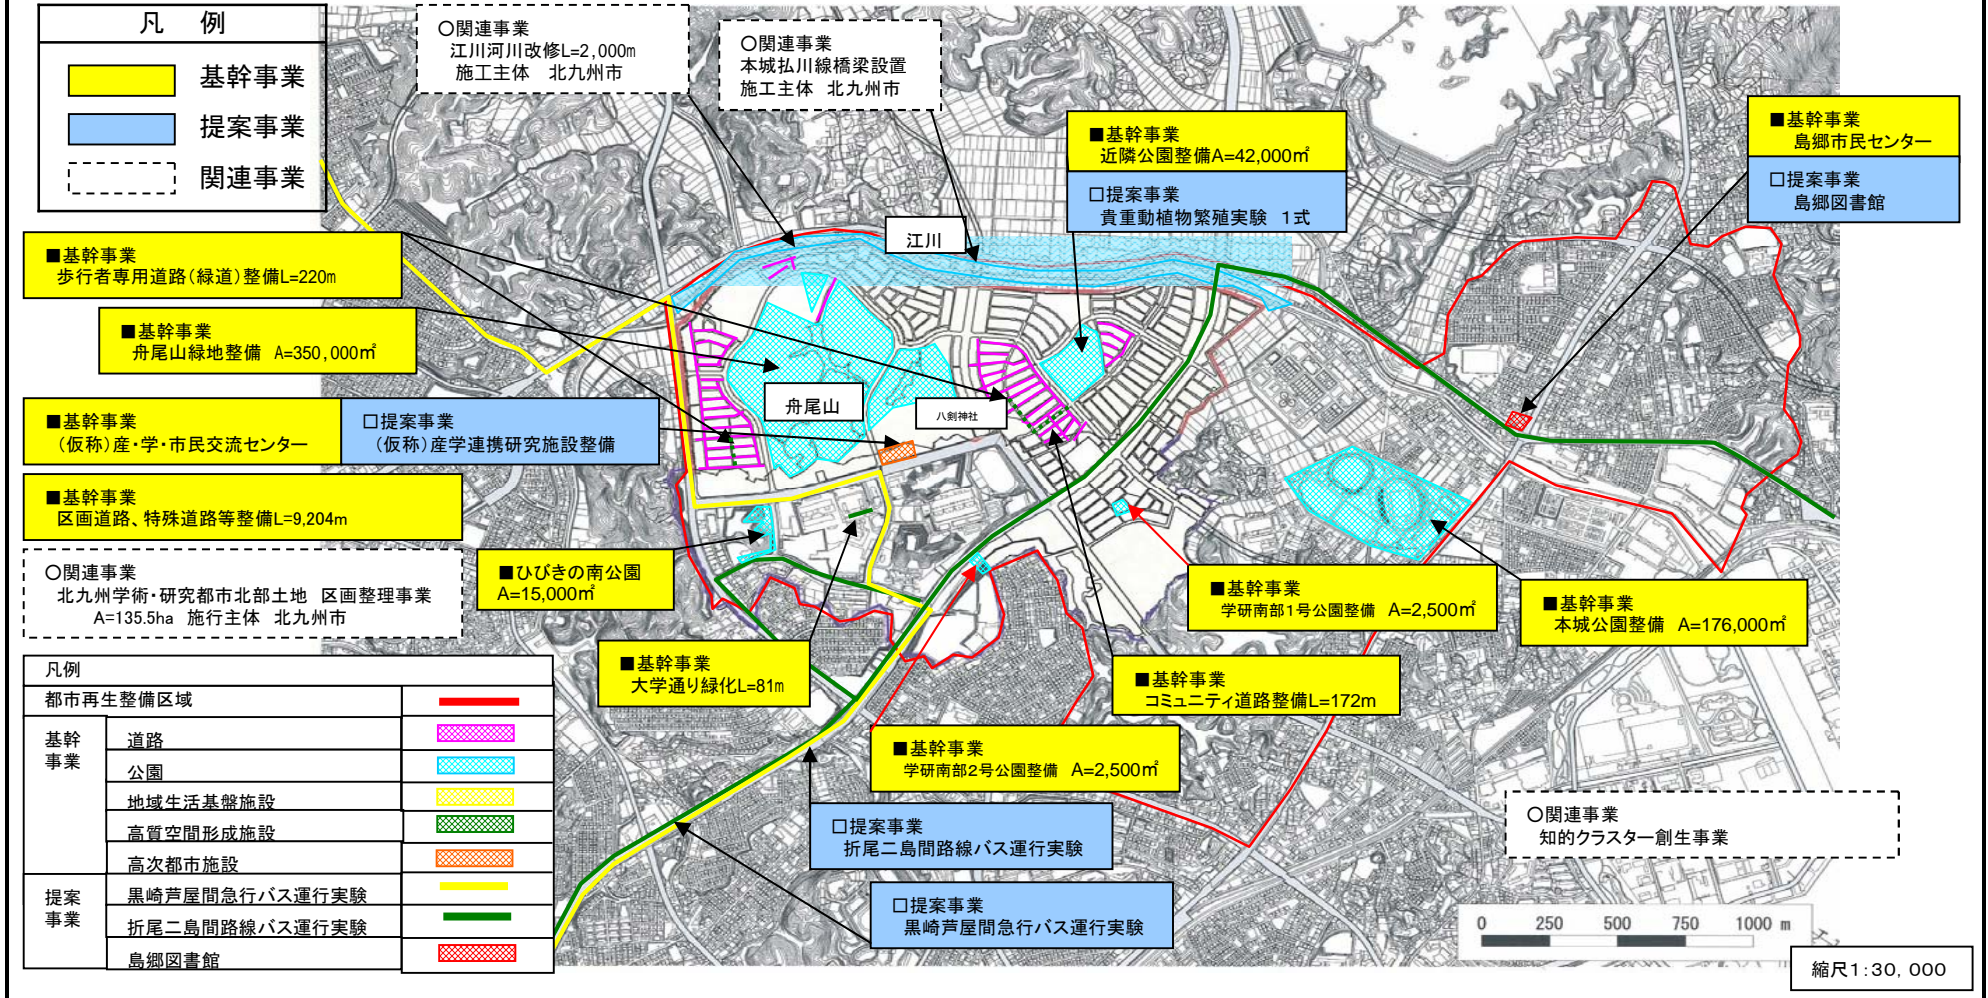 凡　例
基幹事業
提案事業
関連事業
○関連事業
江川河川改修L=2,000m
施工主体　北九州市
○関連事業
本城払川線橋梁設置
施工主体　北九州市
■基幹事業
近隣公園整備A=42,000㎡
□提案事業
貴重動植物繁殖実験　1式
■基幹事業
島郷市民センター
□提案事業
島郷図書館
江川
■基幹事業
歩行者専用道路(緑道)整備L=220m
■基幹事業
舟尾山緑地整備　A=350,000㎡
舟尾山
八剣神社
■基幹事業
(仮称)産・学・市民交流センター
□提案事業
(仮称)産学連携研究施設整備
■基幹事業
区画道路、特殊道路等整備L=9,204m
○関連事業
北九州学術・研究都市北部土地　区画整理事業
A=135.5ha　施行主体　北九州市
■ひびきの南公園
A=15,000㎡
■基幹事業
学研南部1号公園整備　A=2,500㎡
■基幹事業
本城公園整備　A=176,000㎡
■基幹事業
大学通り緑化L=81m
■基幹事業
コミュニティ道路整備L=172m
■基幹事業
学研南部2号公園整備　A=2,500㎡
□提案事業
折尾二島間路線バス運行実験
□提案事業
黒崎芦屋間急行バス運行実験
○関連事業
知的クラスター創生事業
凡例
都市再生整備区域
基幹事業
道路
公園
地域生活基盤施設
高質空間形成施設
高次都市施設
提案事業
黒崎芦屋間急行バス運行実験
折尾二島間路線バス運行実験
島郷図書館
0 250 500 750 1000 m
縮尺1:30,000